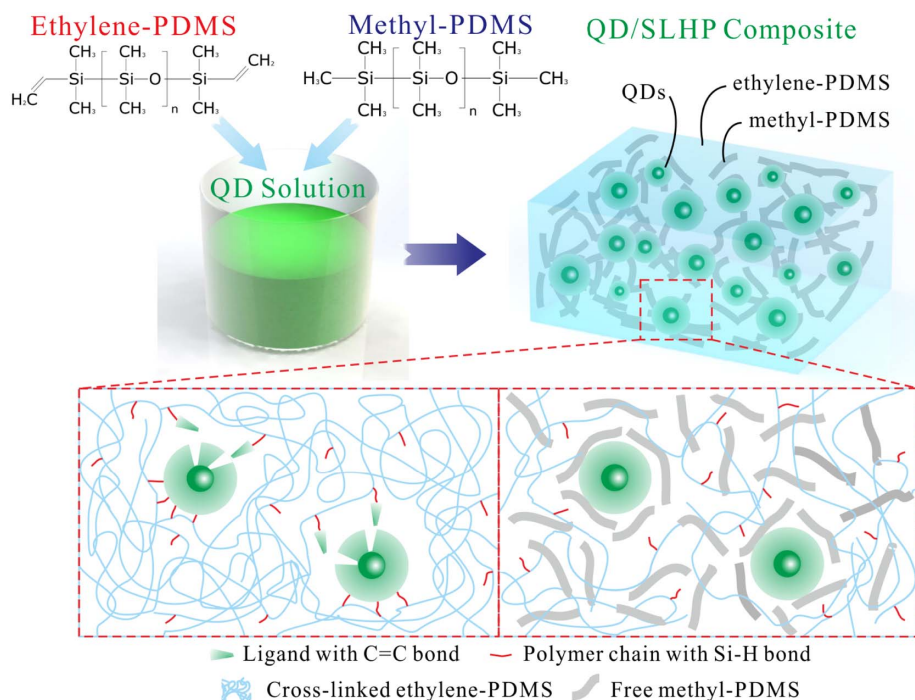 Ethylene-PDMS
Methyl-PDMS
QD/SLHP Composite
CH₃ CH₃ CH₃
H₂C Si Si O Si CH₂
CH₃ CH₃ n CH₃
CH₃ CH₃ CH₃
H₃C Si Si O Si CH₃
CH₃ CH₃ n CH₃
QDs
ethylene-PDMS
methyl-PDMS
QD Solution
Ligand with C=C bond
Polymer chain with Si-H bond
Cross-linked ethylene-PDMS
Free methyl-PDMS